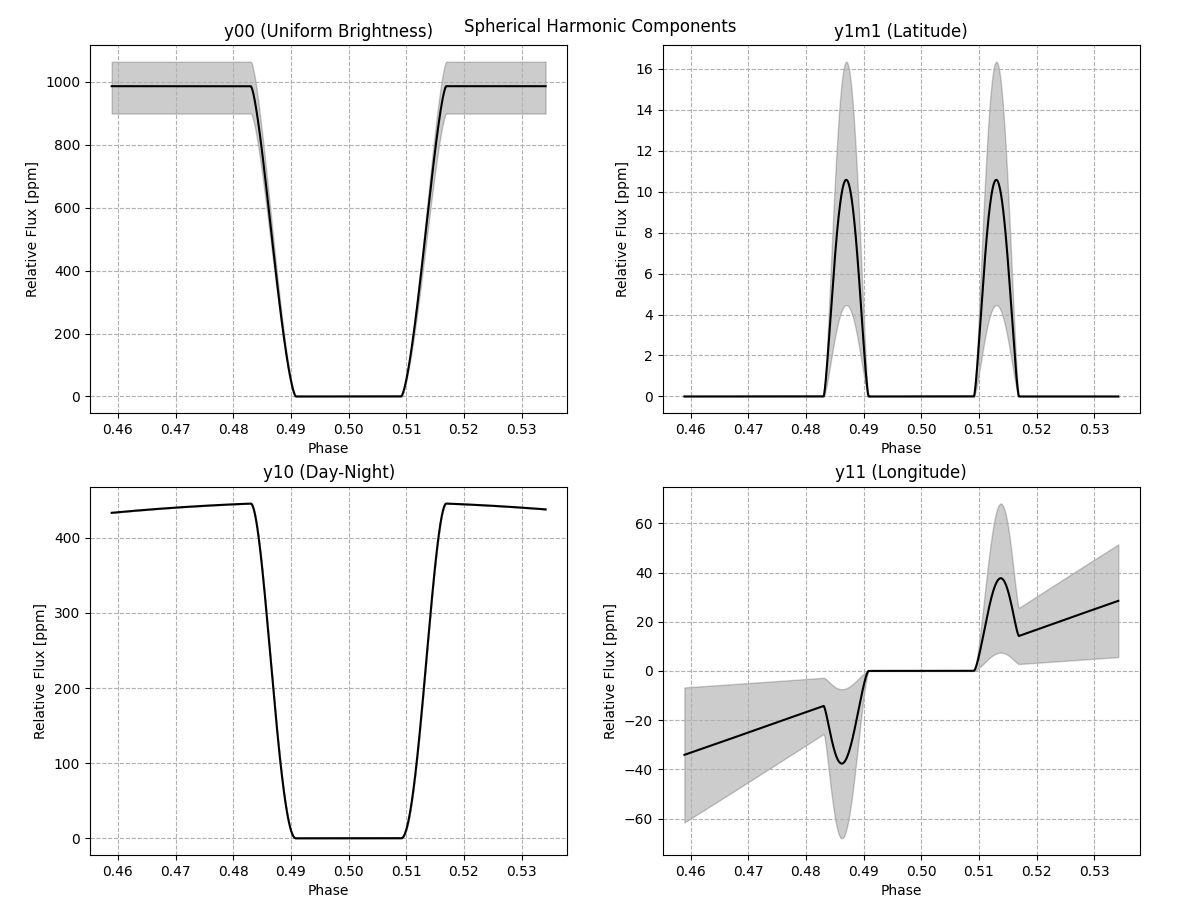 Spherical Harmonic Components
y00 (Uniform Brightness)
Relative Flux [ppm]
1000
800
600
400
200
0
0.46 0.47 0.48 0.49 0.50 0.51 0.52 0.53
Phase
y1m1 (Latitude)
Relative Flux [ppm]
16
14
12
10
8
6
4
2
0
0.46 0.47 0.48 0.49 0.50 0.51 0.52 0.53
Phase
y10 (Day-Night)
Relative Flux [ppm]
400
300
200
100
0
0.46 0.47 0.48 0.49 0.50 0.51 0.52 0.53
Phase
y11 (Longitude)
Relative Flux [ppm]
60
40
20
0
−20
−40
−60
0.46 0.47 0.48 0.49 0.50 0.51 0.52 0.53
Phase